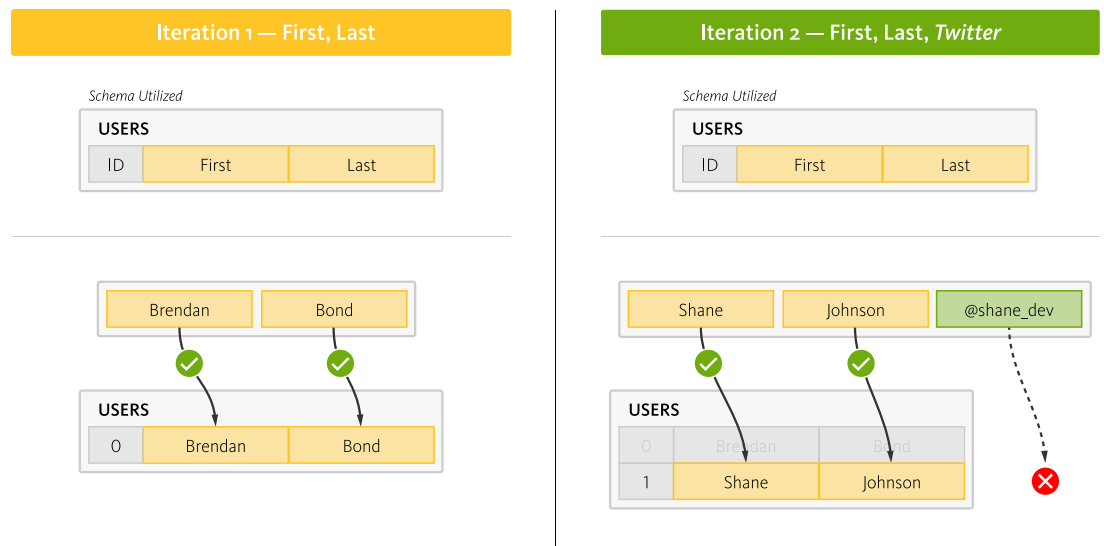 Iteration 1 — First, Last
Schema Utilized
USERS
ID First Last
Brendan Bond
USERS
0 Brendan Bond
Iteration 2 — First, Last, Twitter
Schema Utilized
USERS
ID First Last
Shane Johnson @shane_dev
USERS
0 Brendan Bond
1 Shane Johnson